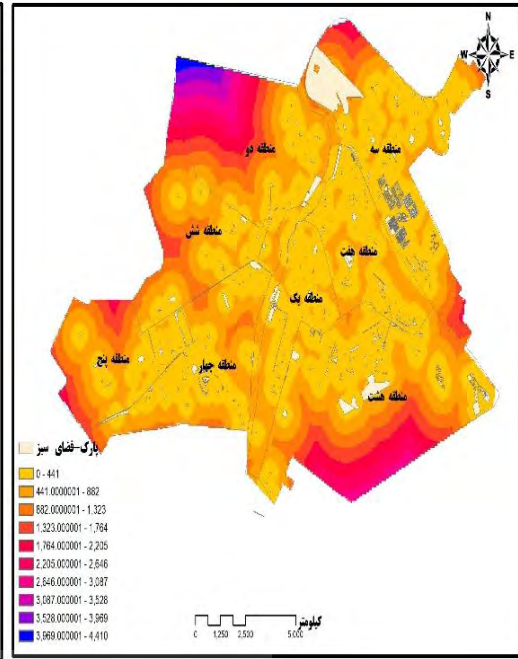 N
W E
S
منطقه دو
منطقه سه
منطقه شش
منطقه هفت
منطقه یک
منطقه پنج
منطقه چهار
منطقه هشت
پارک-فضای سبز
0 - 441
441.0000001 - 882
882.0000001 - 1,323
1,323.000001 - 1,764
1,764.000001 - 2,205
2,205.000001 - 2,646
2,646.000001 - 3,087
3,087.000001 - 3,528
3,528.000001 - 3,969
3,969.000001 - 4,410
کیلومتر
0 1,250 2,500 5,000